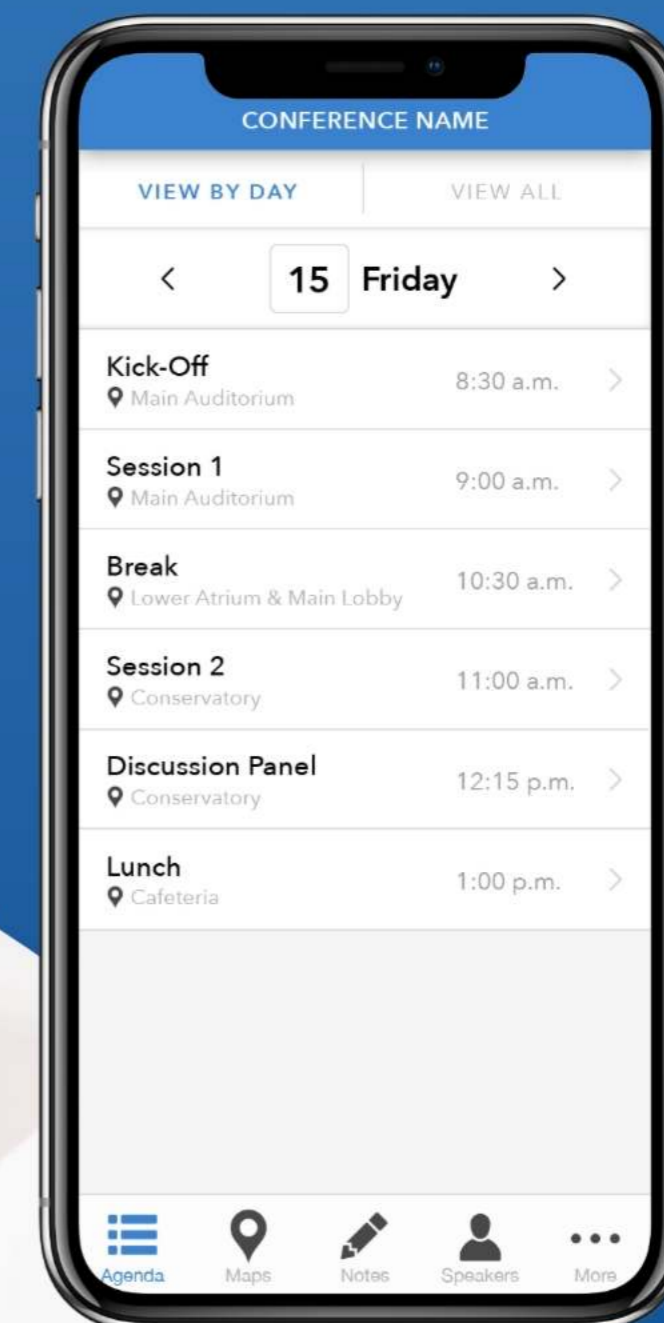 CONFERENCE NAME
VIEW BY DAY VIEW ALL
15 Friday
Kick-Off 8:30 a.m.
Main Auditorium
Session 1 9:00 a.m.
Main Auditorium
Break 10:30 a.m.
Lower Atrium & Main Lobby
Session 2 11:00 a.m.
Conservatory
Discussion Panel 12:15 p.m.
Conservatory
Lunch 1:00 p.m.
Cafeteria
Agenda Maps Notes Speakers More